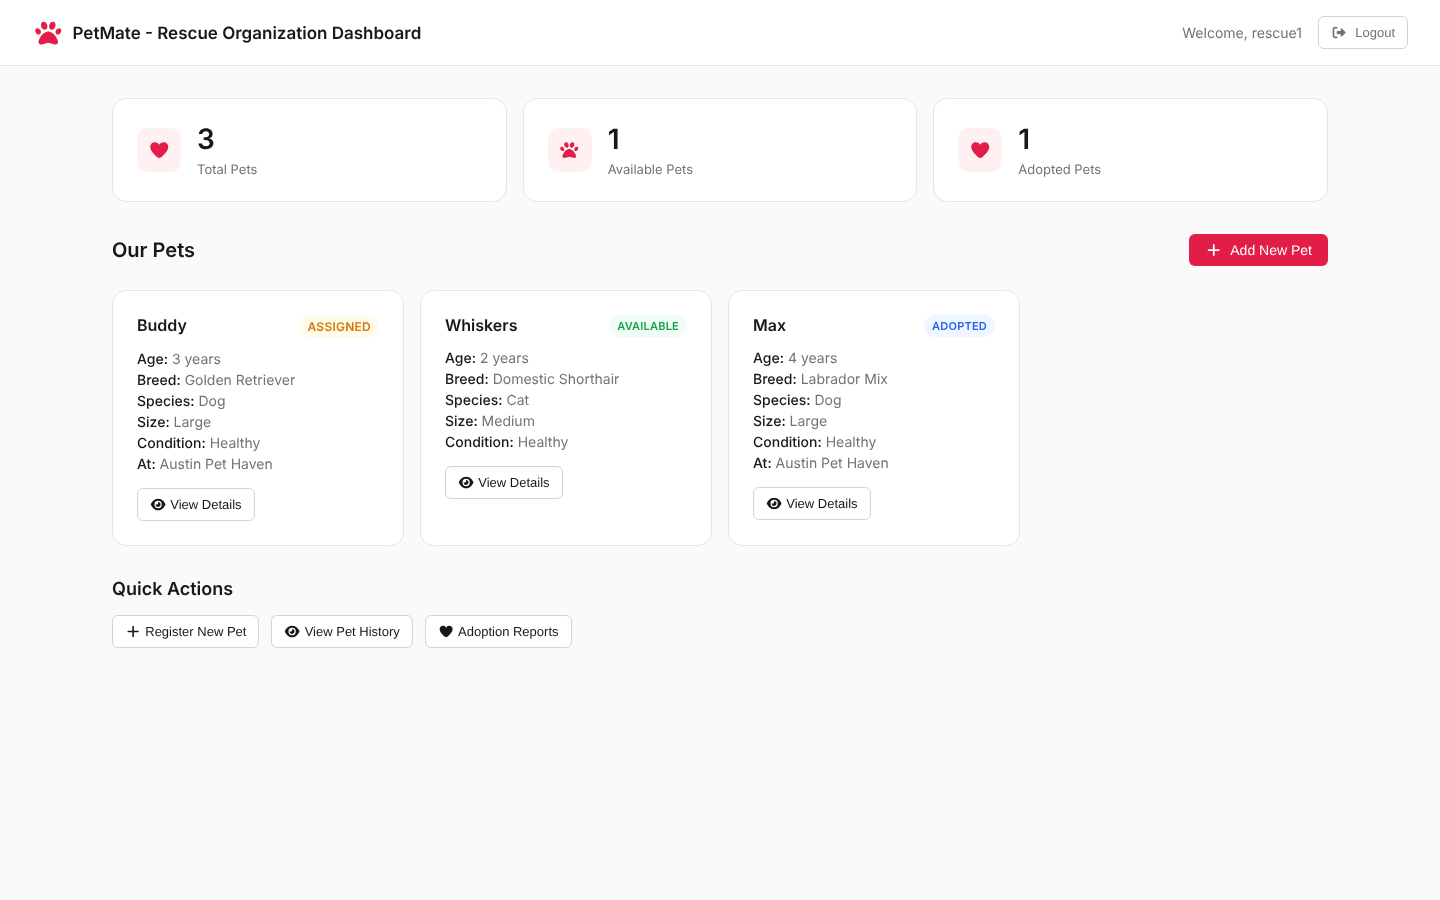 PetMate - Rescue Organization Dashboard
Welcome, rescue1
Logout
3
Total Pets
1
Available Pets
1
Adopted Pets
Our Pets
Add New Pet
Buddy
ASSIGNED
Age: 3 years
Breed: Golden Retriever
Species: Dog
Size: Large
Condition: Healthy
At: Austin Pet Haven
View Details
Whiskers
AVAILABLE
Age: 2 years
Breed: Domestic Shorthair
Species: Cat
Size: Medium
Condition: Healthy
View Details
Max
ADOPTED
Age: 4 years
Breed: Labrador Mix
Species: Dog
Size: Large
Condition: Healthy
At: Austin Pet Haven
View Details
Quick Actions
Register New Pet
View Pet History
Adoption Reports